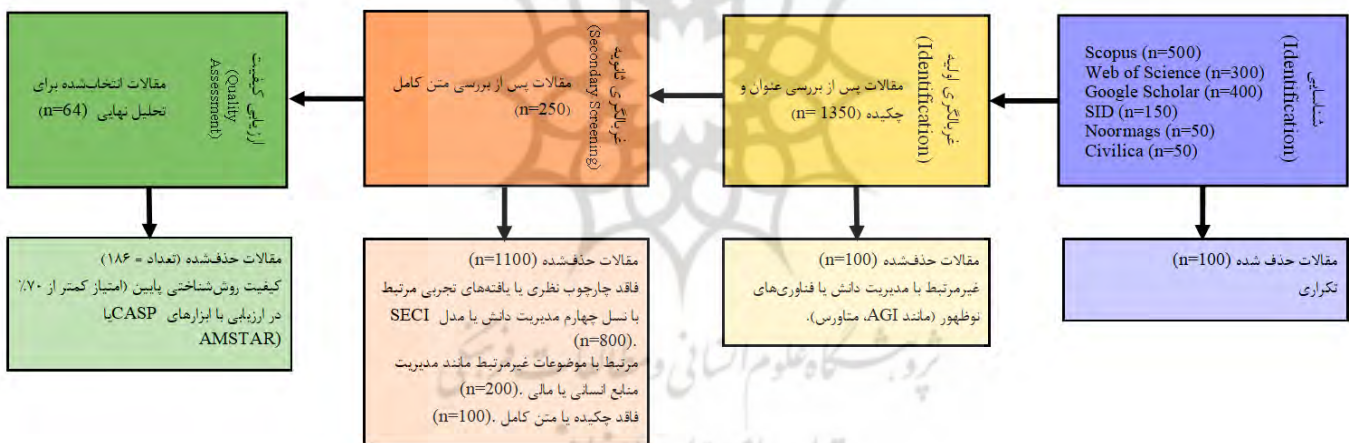 شناسایی
(Identification)
Scopus (n=500)
Web of Science (n=300)
Google Scholar (n=400)
SID (n=150)
Noormags (n=50)
Civilica (n=50)
مقالات حذف شده (n=100)
تکراری
غربالگری اولیه
(Identification)
مقالات پس از بررسی عنوان و
چکیده (n= 1350)
مقالات حذف‌شده (n=100)
غیرمرتبط با مدیریت دانش یا فناوری‌های
نوظهور (مانند AGI، متاورس).
غربالگری ثانویه
(Secondary Screening)
مقالات پس از بررسی متن کامل
(n=250)
مقالات حذف‌شده (n=1100)
فاقد چارچوب نظری یا یافته‌های تجربی مرتبط
با نسل چهارم مدیریت دانش یا مدل SECI
.(n=800)
مرتبط با موضوعات غیرمرتبط مانند مدیریت
منابع انسانی یا مالی .(n=200)
فاقد چکیده یا متن کامل .(n=100)
ارزیابی کیفیت
(Quality
Assessment)
مقالات انتخاب‌شده برای
تحلیل نهایی (n=64)
مقالات حذف‌شده (تعداد = ۱۸۶)
کیفیت روش‌شناختی پایین (امتیاز کمتر از ۷۰٪
در ارزیابی با ابزارهای CASPیا
AMSTAR)
پژوهشگاه علوم انسانی و مطالعات فرهنگی